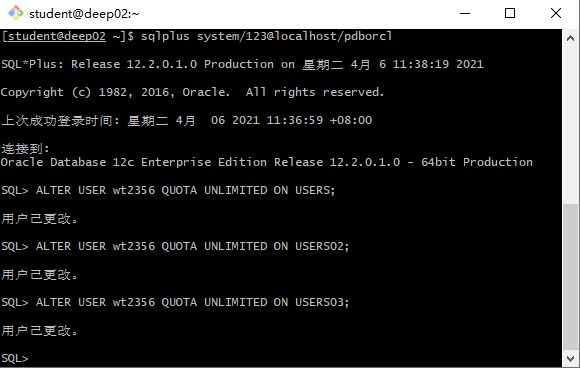 student@deep02:~
[student@deep02 ~]$ sqlplus system/123@localhost/pdborcl
SQL*Plus: Release 12.2.0.1.0 Production on 星期二 4月 6 11:38:19 2021
Copyright (c) 1982, 2016, Oracle.  All rights reserved.
上次成功登录时间: 星期二 4月  06 2021 11:36:59 +08:00
连接到:
Oracle Database 12c Enterprise Edition Release 12.2.0.1.0 - 64bit Production
SQL> ALTER USER wt2356 QUOTA UNLIMITED ON USERS;
用户已更改。
SQL> ALTER USER wt2356 QUOTA UNLIMITED ON USERS02;
用户已更改。
SQL> ALTER USER wt2356 QUOTA UNLIMITED ON USERS03;
用户已更改。
SQL>